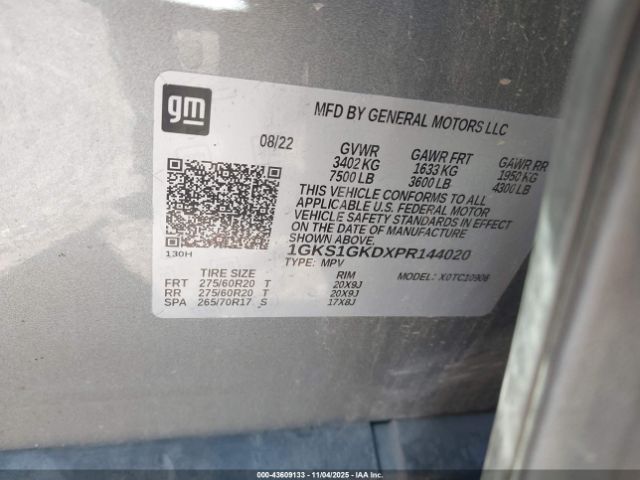 gm
MFD BY GENERAL MOTORS LLC
08/22 GVWR GAWR FRT GAWR RR
3402 KG 1633 KG 1950 KG
7500 LB 3600 LB 4300 LB
THIS VEHICLE CONFORMS TO ALL
APPLICABLE U.S. FEDERAL MOTOR
VEHICLE SAFETY STANDARDS IN EFFECT
ON THE DATE OF MANUFACTURE
SHOWN ABOVE.
130H
1GKS1GKDXPR144020
TYPE: MPV MODEL: X0TC10906
TIRE SIZE RIM
FRT 275/60R20 T 20X9J
RR 275/60R20 T 20X9J
SPA 265/70R17 S 17X8J
00-43609133 - 11/04/2025 - IAA, Inc.